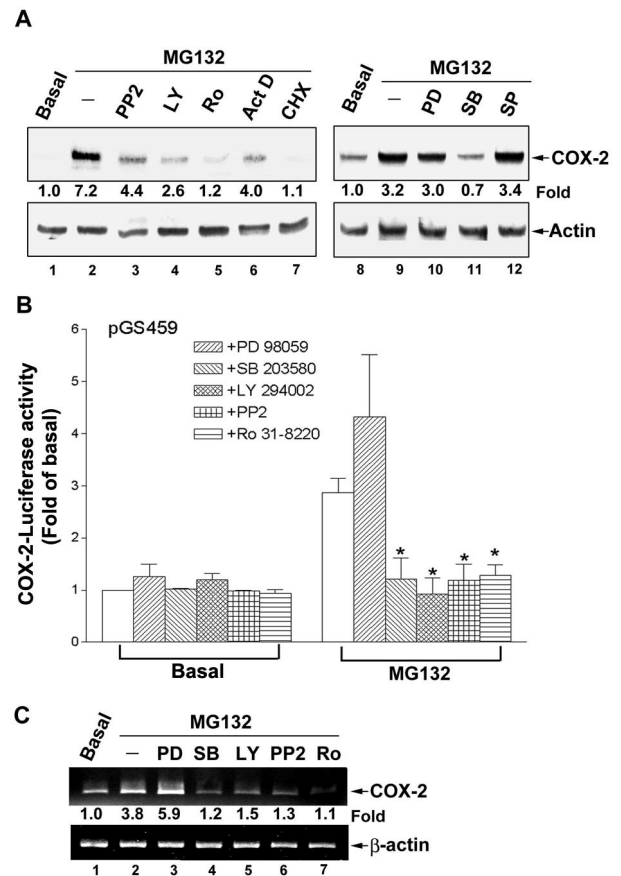 A
MG132
Basal — PP2 LY Ro Act D CHX
1.0 7.2 4.4 2.6 1.2 4.0 1.1
1 2 3 4 5 6 7
MG132
Basal — PD SB SP
COX-2
1.0 3.2 3.0 0.7 3.4 Fold
Actin
8 9 10 11 12
B
pGS459
+PD 98059
+SB 203580
+LY 294002
+PP2
+Ro 31-8220
COX-2-Luciferase activity
(Fold of basal)
6
5
4
3
2
1
0
* * * *
Basal
MG132
C
MG132
Basal — PD SB LY PP2 Ro
COX-2
1.0 3.8 5.9 1.2 1.5 1.3 1.1 Fold
β-actin
1 2 3 4 5 6 7